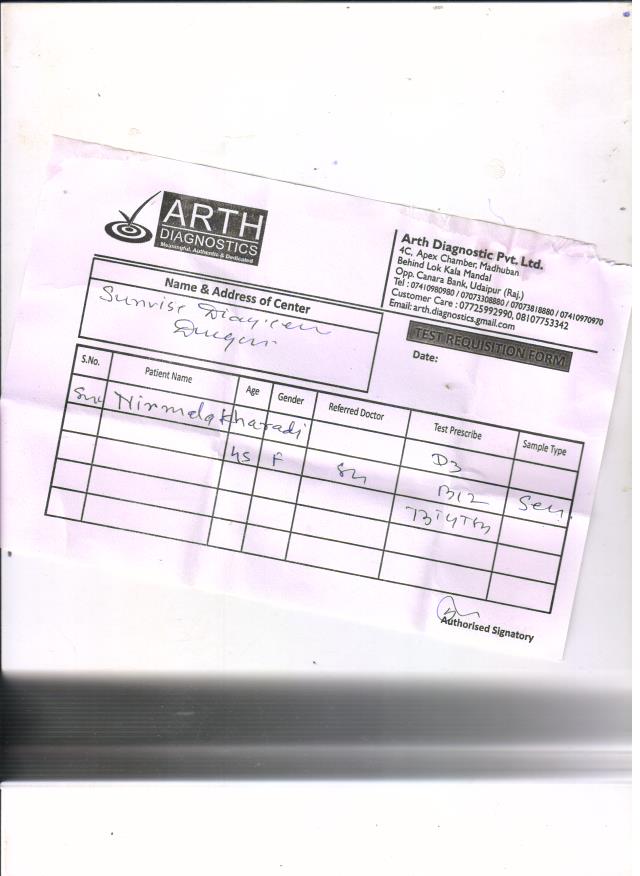 ARTH
DIAGNOSTICS
Meaningful, Authentic & Dedicated
Arth Diagnostic Pvt. Ltd.
4C, Apex Chamber, Madhuban
Behind Lok Kala Mandal
Opp. Canara Bank, Udaipur (Raj.)
Tel : 07410980980 / 07073308880 / 07073818880 / 07410970970
Customer Care : 07725992990, 08107753342
Email: arth.diagnostics.gmail.com
Name & Address of Center
Sunrise
TEST REQUISITION FORM
Date:
S.No. Patient Name Age Gender Referred Doctor Test Prescribe Sample Type
Nirmela Kharadi D3
45 F B12
Authorised Signatory